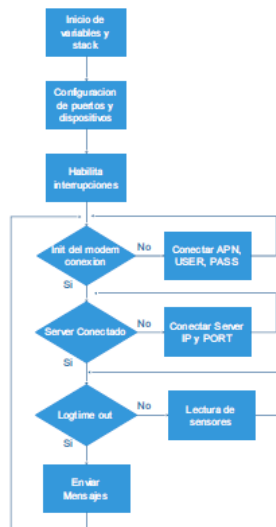 Inicio de
variables y
stack
Configuracion
de puertos y
dispositivos
Habilita
interrupciones
Init del modem
conexion
No
Conectar APN,
USER, PASS
Si
Server Conectado
No
Conectar Server
IP y PORT
Si
Logtime out
No
Lectura de
sensores
Si
Enviar
Mensajes